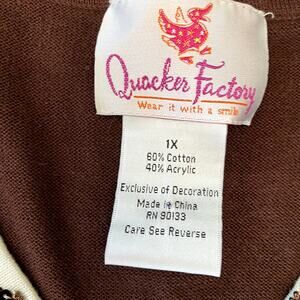 Quacker Factory
Wear it with a smile
1X
60% Cotton
40% Acrylic
Exclusive of Decoration
Made in China
RN 90133
Care See Reverse